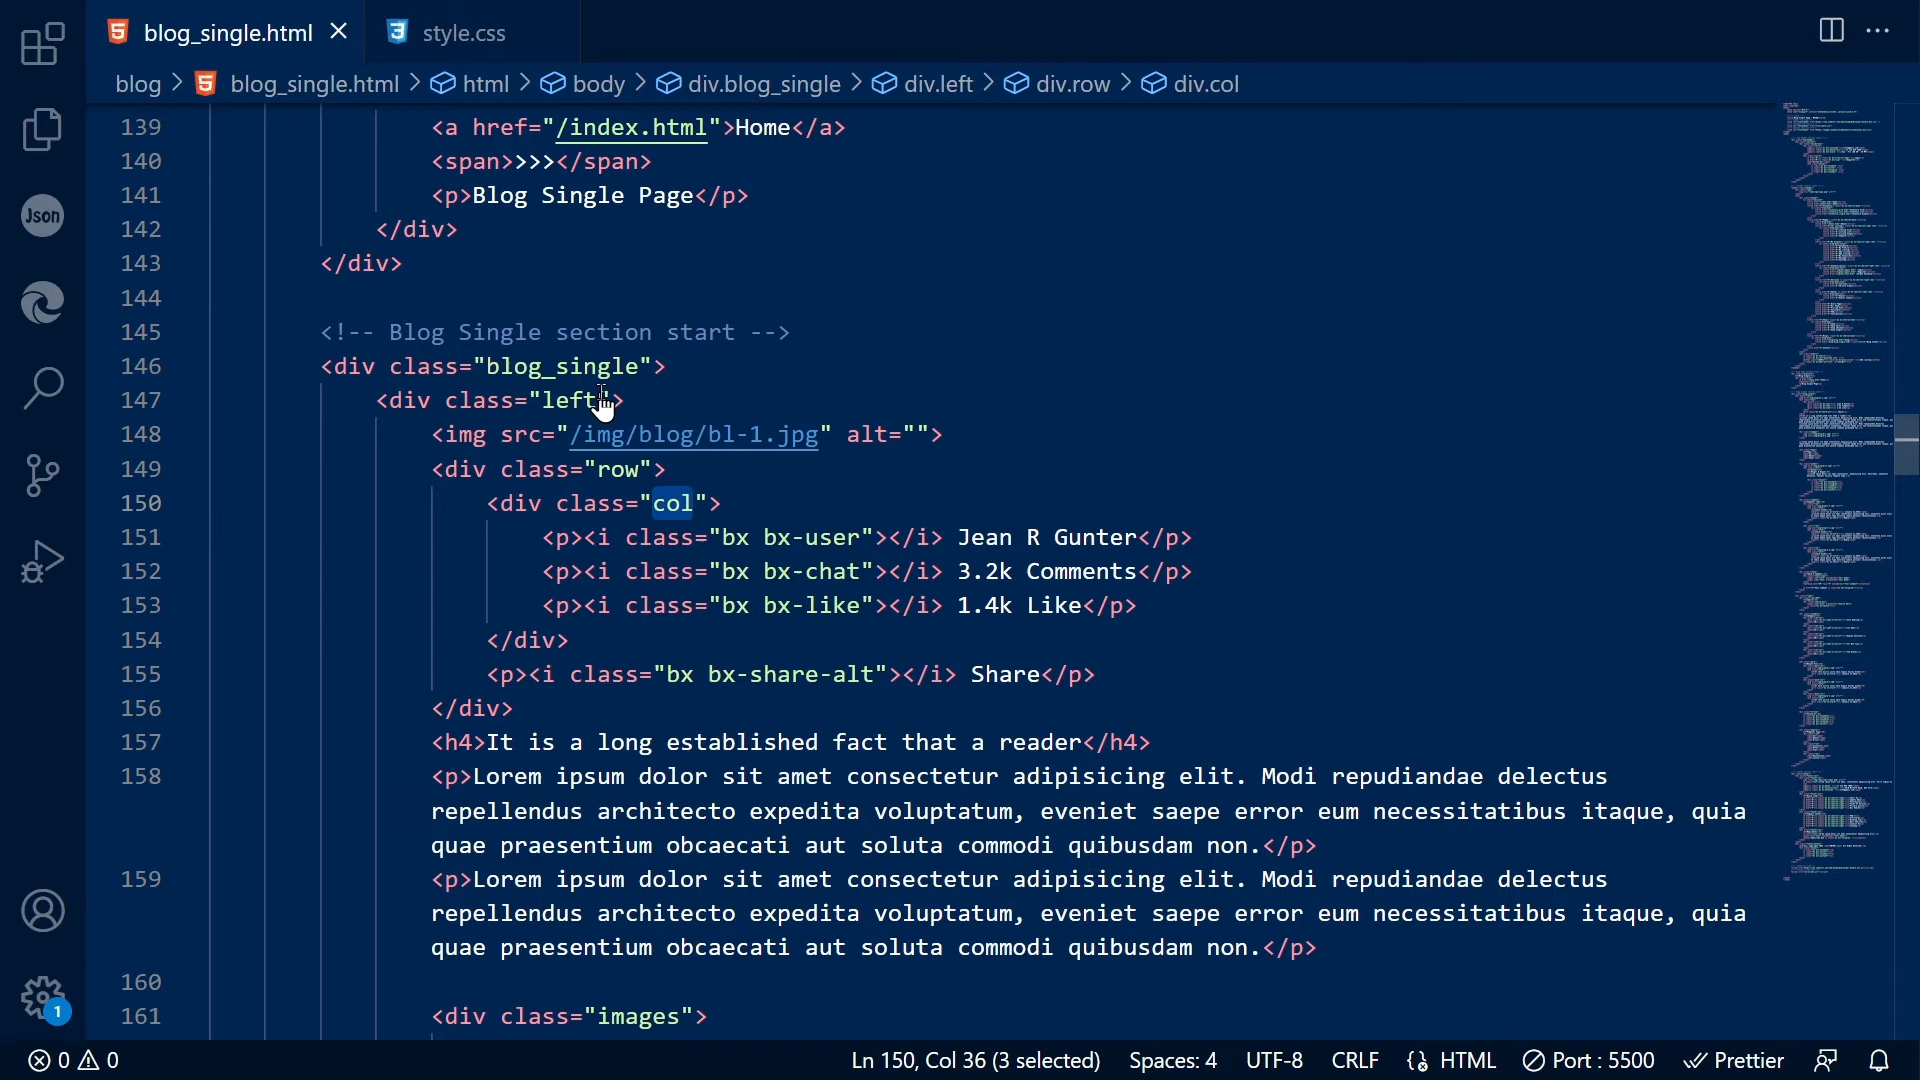 blog_single.html
style.css
blog > blog_single.html > html > body > div.blog_single > div.left > div.row > div.col
139 <a href="/index.html">Home</a>
140 <span>>>></span>
141 <p>Blog Single Page</p>
142 </div>
143 </div>
144
145 <!-- Blog Single section start -->
146 <div class="blog_single">
147 <div class="left">
148 <img src="/img/blog/bl-1.jpg" alt="">
149 <div class="row">
150 <div class="col">
151 <p><i class="bx bx-user"></i> Jean R Gunter</p>
152 <p><i class="bx bx-chat"></i> 3.2k Comments</p>
153 <p><i class="bx bx-like"></i> 1.4k Like</p>
154 </div>
155 <p><i class="bx bx-share-alt"></i> Share</p>
156 </div>
157 <h4>It is a long established fact that a reader</h4>
158 <p>Lorem ipsum dolor sit amet consectetur adipisicing elit. Modi repudiandae delectus
repellendus architecto expedita voluptatum, eveniet saepe error eum necessitatibus itaque, quia
quae praesentium obcaecati aut soluta commodi quibusdam non.</p>
159 <p>Lorem ipsum dolor sit amet consectetur adipisicing elit. Modi repudiandae delectus
repellendus architecto expedita voluptatum, eveniet saepe error eum necessitatibus itaque, quia
quae praesentium obcaecati aut soluta commodi quibusdam non.</p>
160
161 <div class="images">
Json
1
0 0 Ln 150, Col 36 (3 selected) Spaces: 4 UTF-8 CRLF HTML Port : 5500 Prettier